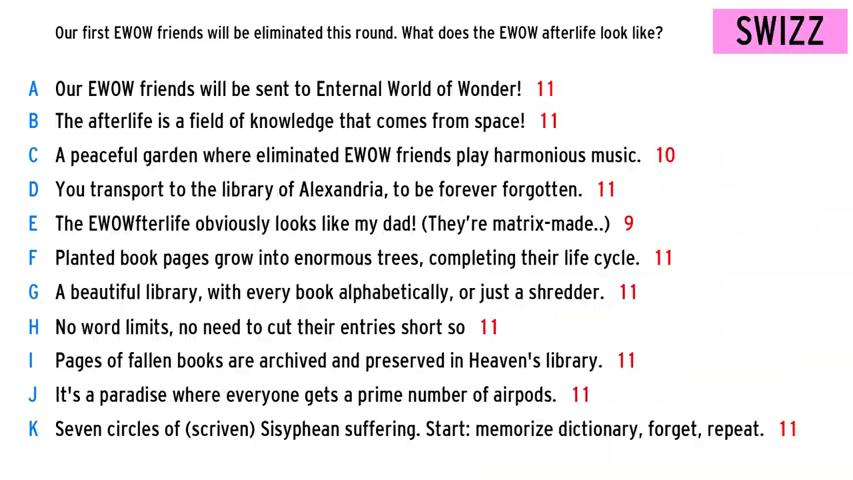 Our first EWOW friends will be eliminated this round. What does the EWOW afterlife look like?
SWIZZ
A Our EWOW friends will be sent to Enternal World of Wonder! 11
B The afterlife is a field of knowledge that comes from space! 11
C A peaceful garden where eliminated EWOW friends play harmonious music. 10
D You transport to the library of Alexandria, to be forever forgotten. 11
E The EWOWfterlife obviously looks like my dad! (They're matrix-made..) 9
F Planted book pages grow into enormous trees, completing their life cycle. 11
G A beautiful library, with every book alphabetically, or just a shredder. 11
H No word limits, no need to cut their entries short so 11
I Pages of fallen books are archived and preserved in Heaven's library. 11
J It's a paradise where everyone gets a prime number of airpods. 11
K Seven circles of (scriven) Sisyphean suffering. Start: memorize dictionary, forget, repeat. 11